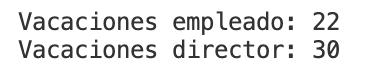 Vacaciones empleado: 22
Vacaciones director: 30